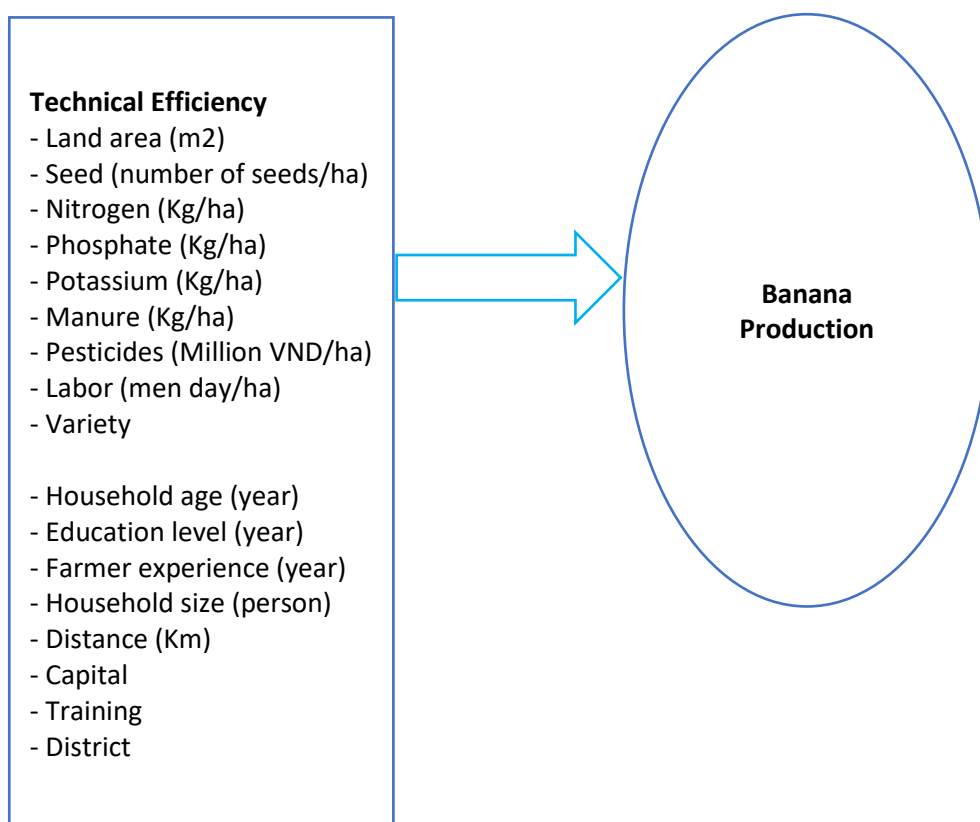 Technical Efficiency
- Land area (m2)
- Seed (number of seeds/ha)
- Nitrogen (Kg/ha)
- Phosphate (Kg/ha)
- Potassium (Kg/ha)
- Manure (Kg/ha)
- Pesticides (Million VND/ha)
- Labor (men day/ha)
- Variety
- Household age (year)
- Education level (year)
- Farmer experience (year)
- Household size (person)
- Distance (Km)
- Capital
- Training
- District
Banana
Production